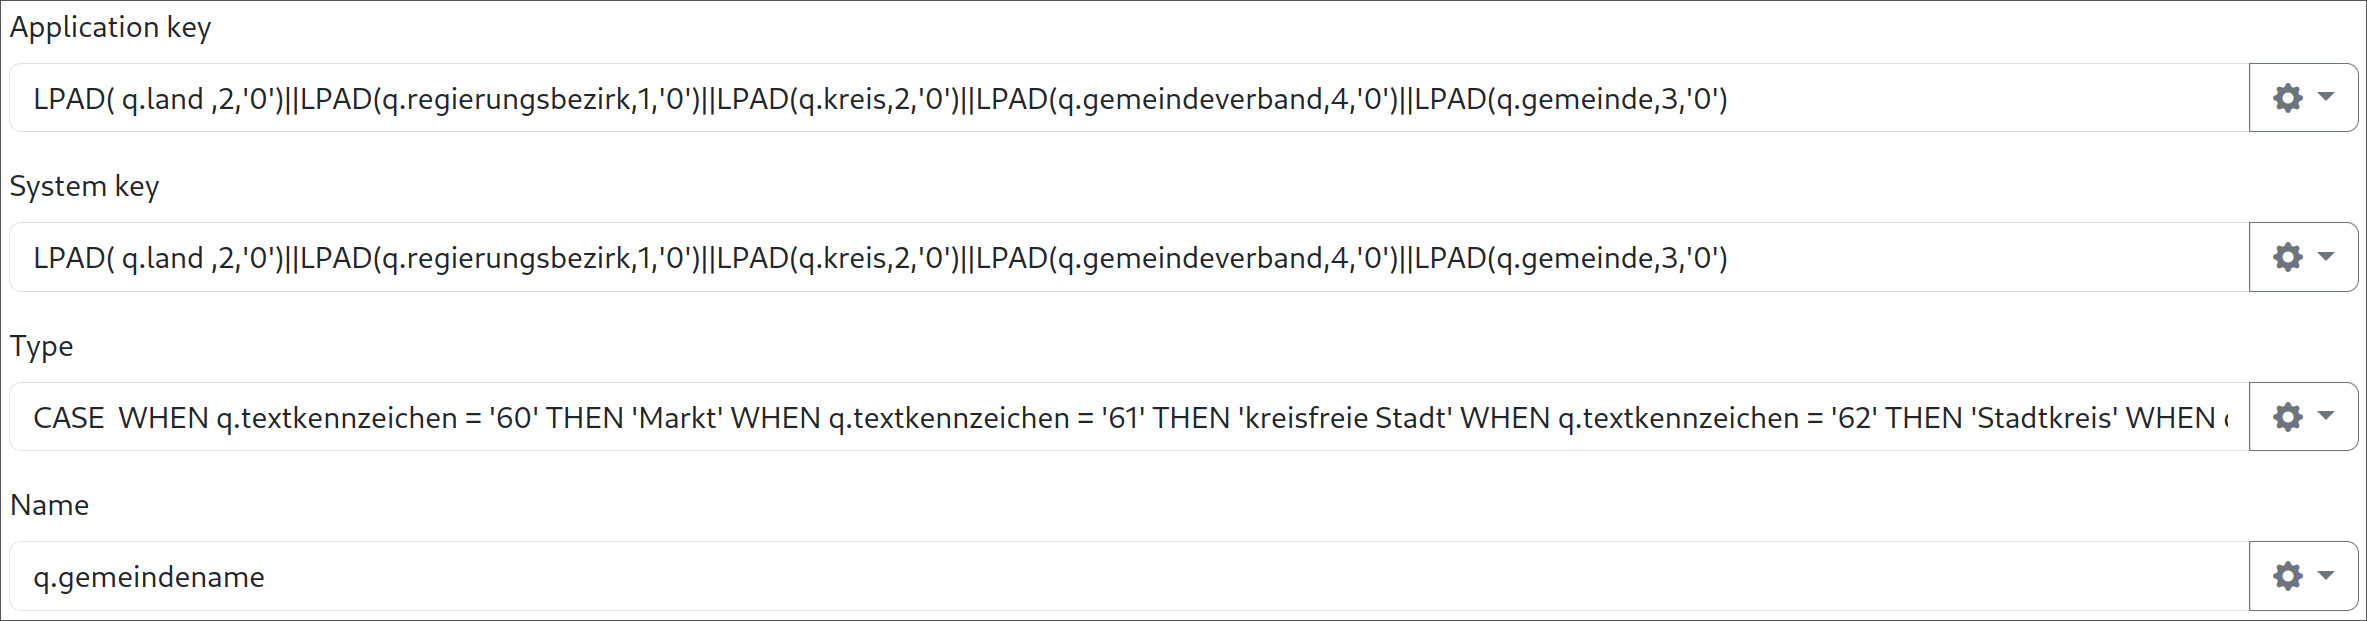 Application key
LPAD( q.land ,2,'0')||LPAD(q.regierungsbezirk,1,'0')||LPAD(q.kreis,2,'0')||LPAD(q.gemeindeverband,4,'0')||LPAD(q.gemeinde,3,'0')
System key
LPAD( q.land ,2,'0')||LPAD(q.regierungsbezirk,1,'0')||LPAD(q.kreis,2,'0')||LPAD(q.gemeindeverband,4,'0')||LPAD(q.gemeinde,3,'0')
Type
CASE  WHEN q.textkennzeichen = '60' THEN 'Markt' WHEN q.textkennzeichen = '61' THEN 'kreisfreie Stadt' WHEN q.textkennzeichen = '62' THEN 'Stadtkreis' WHEN
Name
q.gemeindename